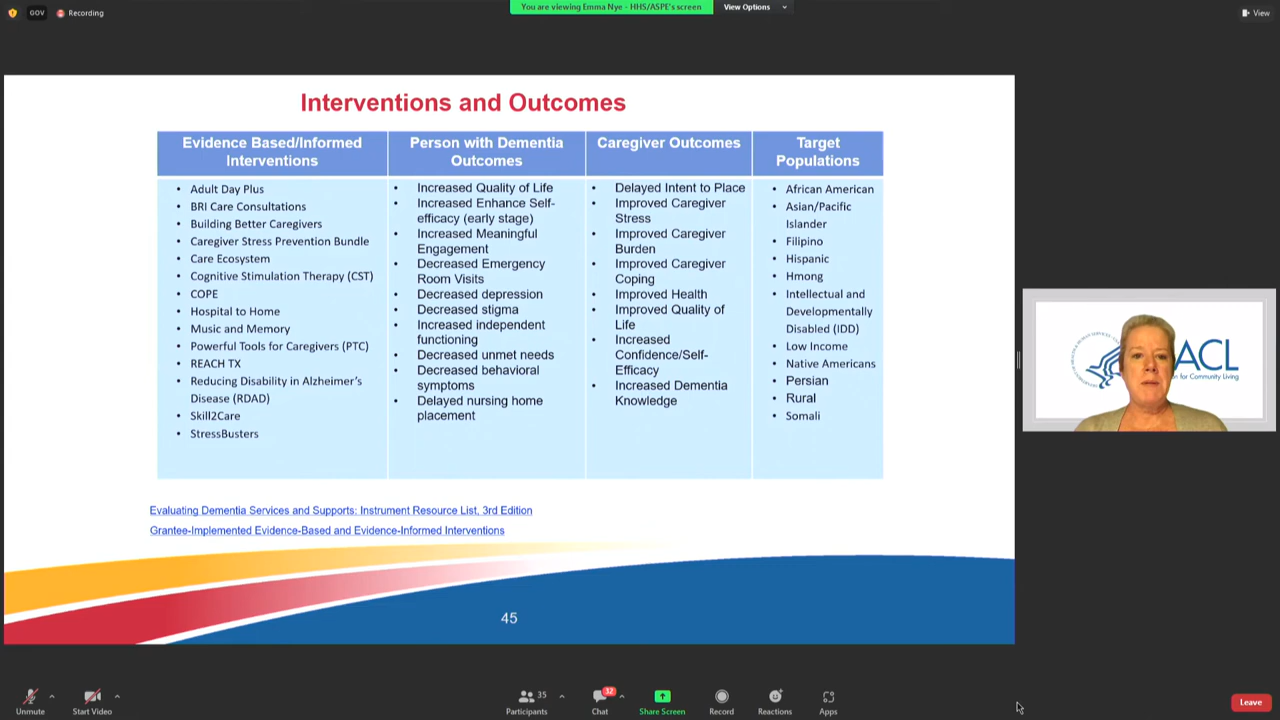 GOV
Recording
You are viewing Emma Nye - HHS/ASPE's screen
View Options
View
Interventions and Outcomes
Evidence Based/Informed
Interventions
• Adult Day Plus
• BRI Care Consultations
• Building Better Caregivers
• Caregiver Stress Prevention Bundle
• Care Ecosystem
• Cognitive Stimulation Therapy (CST)
• COPE
• Hospital to Home
• Music and Memory
• Powerful Tools for Caregivers (PTC)
• REACH TX
• Reducing Disability in Alzheimer's
Disease (RDAD)
• Skill2Care
• StressBusters
Person with Dementia
Outcomes
• Increased Quality of Life
• Increased Enhance Self-
efficacy (early stage)
• Increased Meaningful
Engagement
• Decreased Emergency
Room Visits
• Decreased depression
• Decreased stigma
• Increased independent
functioning
• Decreased unmet needs
• Decreased behavioral
symptoms
• Delayed nursing home
placement
Caregiver Outcomes
• Delayed Intent to Place
• Improved Caregiver
Stress
• Improved Caregiver
Burden
• Improved Caregiver
Coping
• Improved Health
• Improved Quality of
Life
• Increased
Confidence/Self-
Efficacy
• Increased Dementia
Knowledge
Target
Populations
• African American
• Asian/Pacific
Islander
• Filipino
• Hispanic
• Hmong
• Intellectual and
Developmentally
Disabled (IDD)
• Low Income
• Native Americans
• Persian
• Rural
• Somali
Evaluating Dementia Services and Supports: Instrument Resource List, 3rd Edition
Grantee-Implemented Evidence-Based and Evidence-Informed Interventions
45
ACL
for Community Living
Unmute
Start Video
35
Participants
32
Chat
Share Screen
Record
Reactions
Apps
Leave